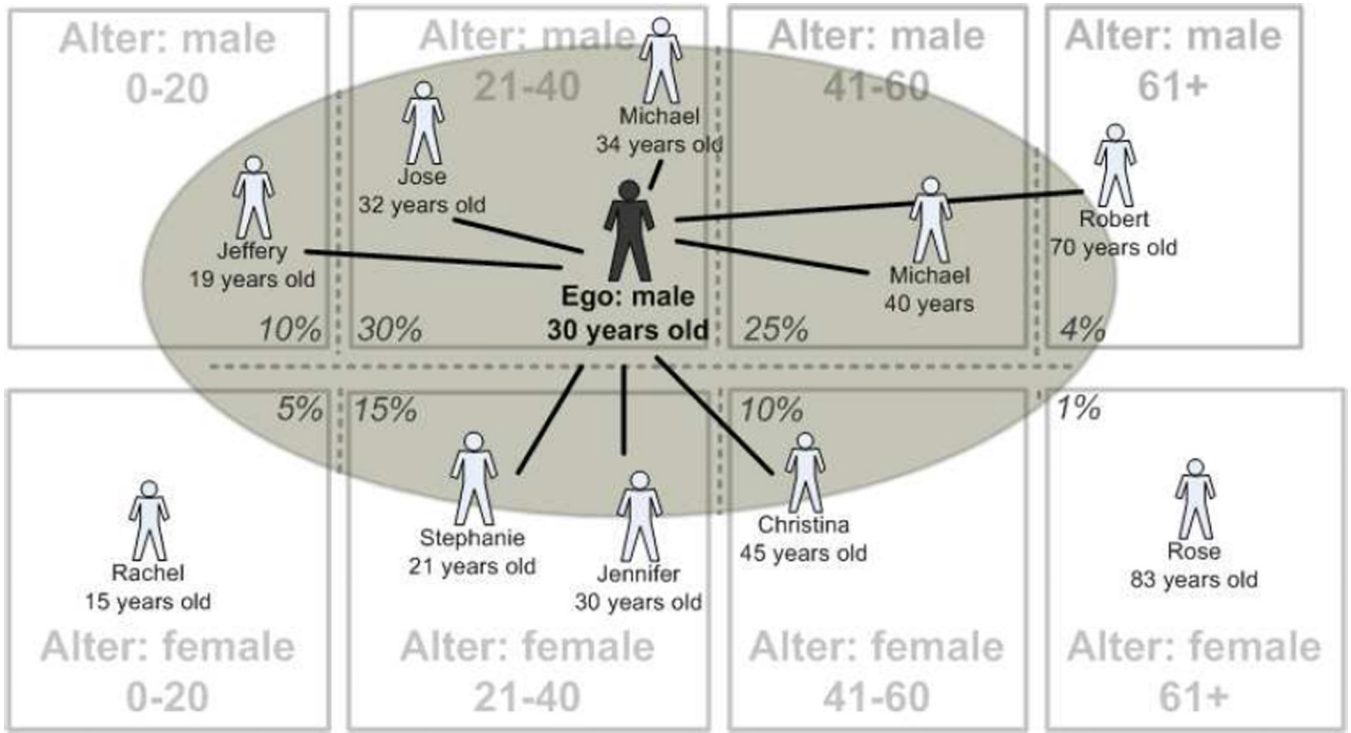 Alter: male
0-20
Alter: male
21-40
Alter: male
41-60
Alter: male
61+
Michael
34 years old
Jose
32 years old
Jeffery
19 years old
Robert
70 years old
Michael
40 years
Ego: male
30 years old
10%
30%
25%
4%
5%
15%
10%
1%
Rachel
15 years old
Stephanie
21 years old
Jennifer
30 years old
Christina
45 years old
Rose
83 years old
Alter: female
0-20
Alter: female
21-40
Alter: female
41-60
Alter: female
61+